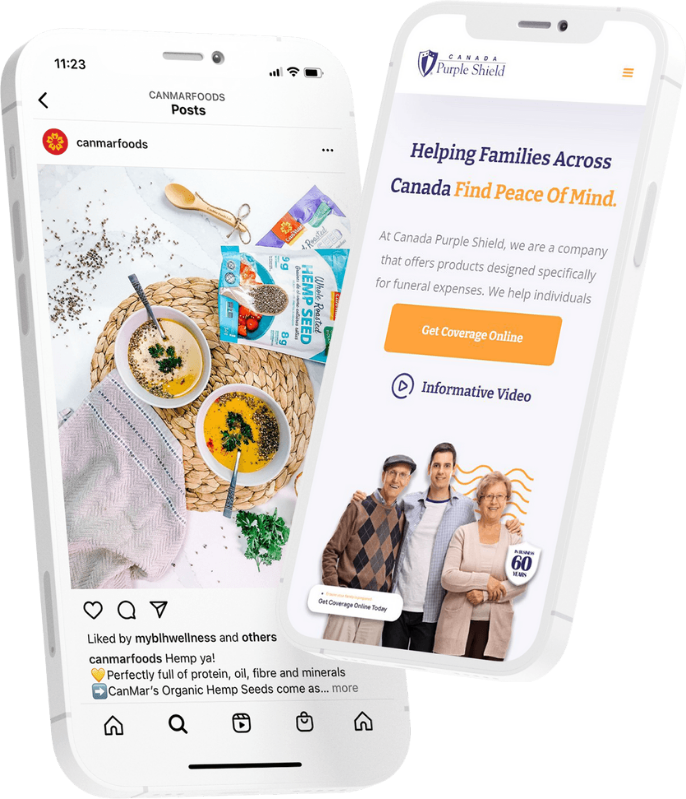 11:23
CANMARFOODS
Posts
canmarfoods
Whole Roasted
HEMP SEED
Liked by myblhwellness and others
canmarfoods Hemp ya!
💛Perfectly full of protein, oil, fibre and minerals
➡️CanMar's Organic Hemp Seeds come as... more
CANADA
Purple Shield
Helping Families Across
Canada Find Peace Of Mind.
At Canada Purple Shield, we are a company
that offers products designed specifically
for funeral expenses. We help individuals
Get Coverage Online
Informative Video
IN BUSINESS
60
YEARS
Get Coverage Online Today